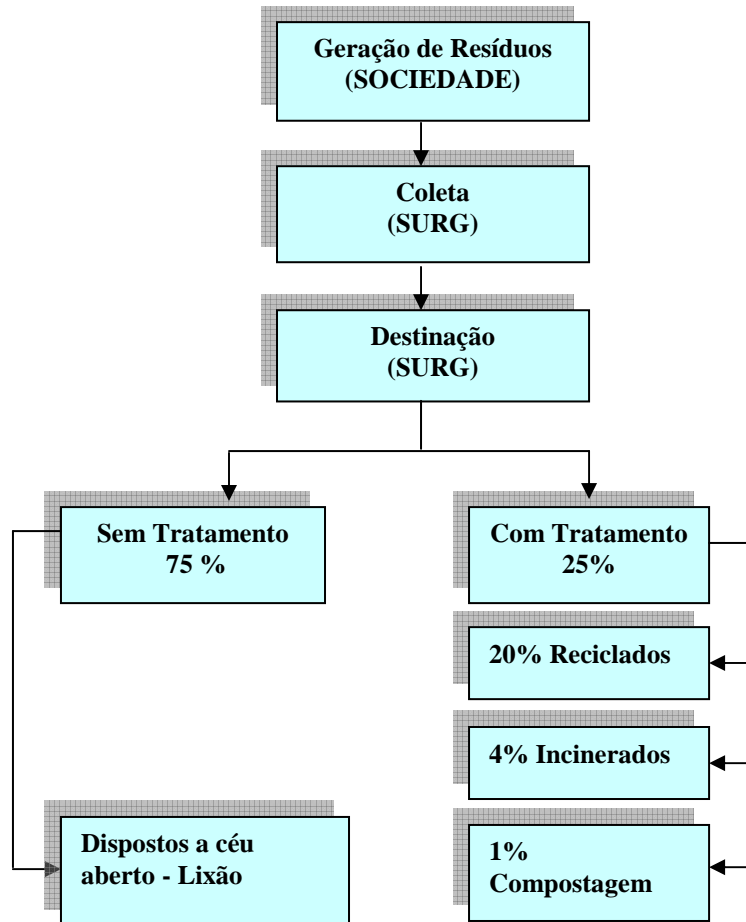 Geração de Resíduos
(SOCIEDADE)
Coleta
(SURG)
Destinação
(SURG)
Sem Tratamento
75 %
Com Tratamento
25%
20% Reciclados
4% Incinerados
Dispostos a céu
aberto - Lixão
1%
Compostagem